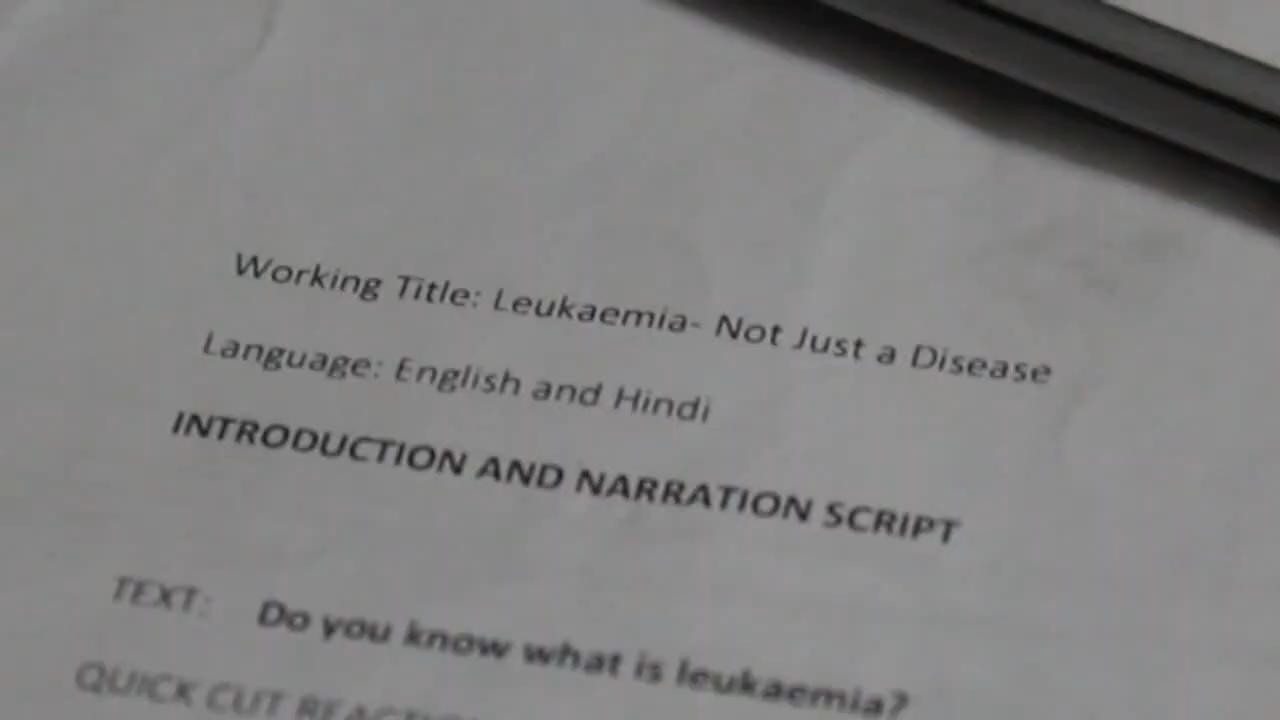 Working Title: Leukaemia- Not Just a Disease
Language: English and Hindi
INTRODUCTION AND NARRATION SCRIPT
TEXT: Do you know what is leukaemia?
QUICK CUT